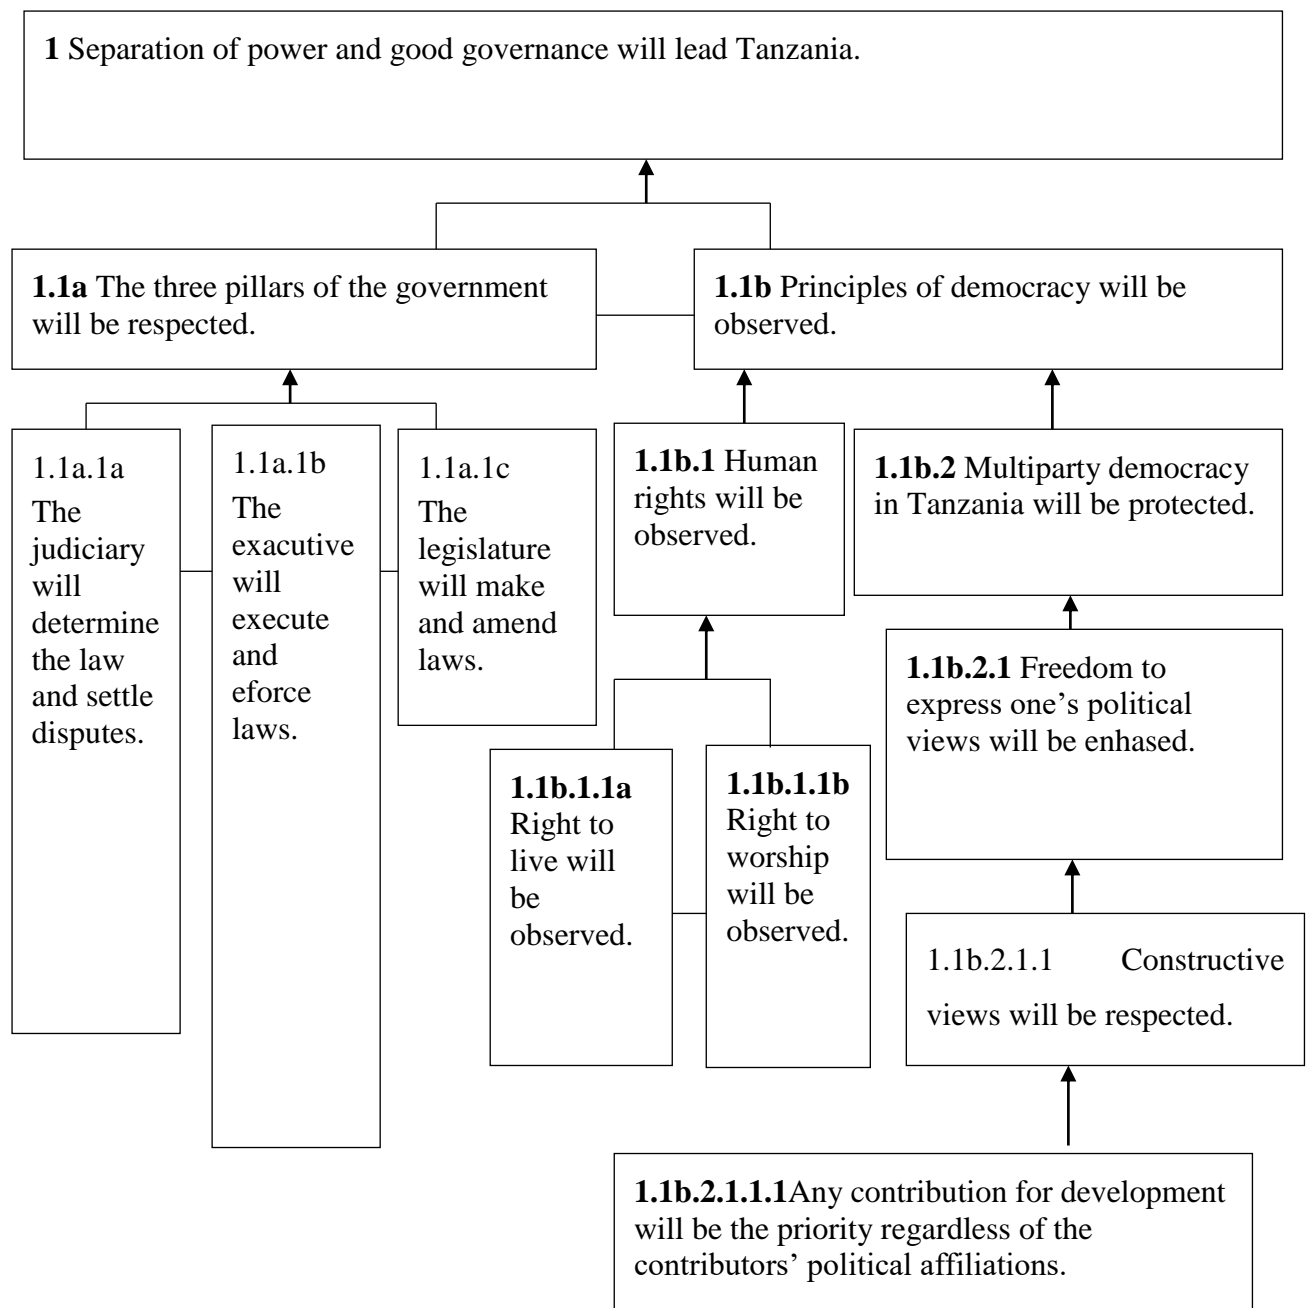 1 Separation of power and good governance will lead Tanzania.
1.1a The three pillars of the government
will be respected.
1.1b Principles of democracy will be
observed.
1.1a.1a
The
judiciary
will
determine
the law
and settle
disputes.
1.1a.1b
The
exacutive
will
execute
and
eforce
laws.
1.1a.1c
The
legislature
will make
and amend
laws.
1.1b.1 Human
rights will be
observed.
1.1b.2 Multiparty democracy
in Tanzania will be protected.
1.1b.2.1 Freedom to
express one’s political
views will be enhased.
1.1b.1.1a
Right to
live will
be
observed.
1.1b.1.1b
Right to
worship
will be
observed.
1.1b.2.1.1 Constructive
views will be respected.
1.1b.2.1.1.1Any contribution for development
will be the priority regardless of the
contributors’ political affiliations.